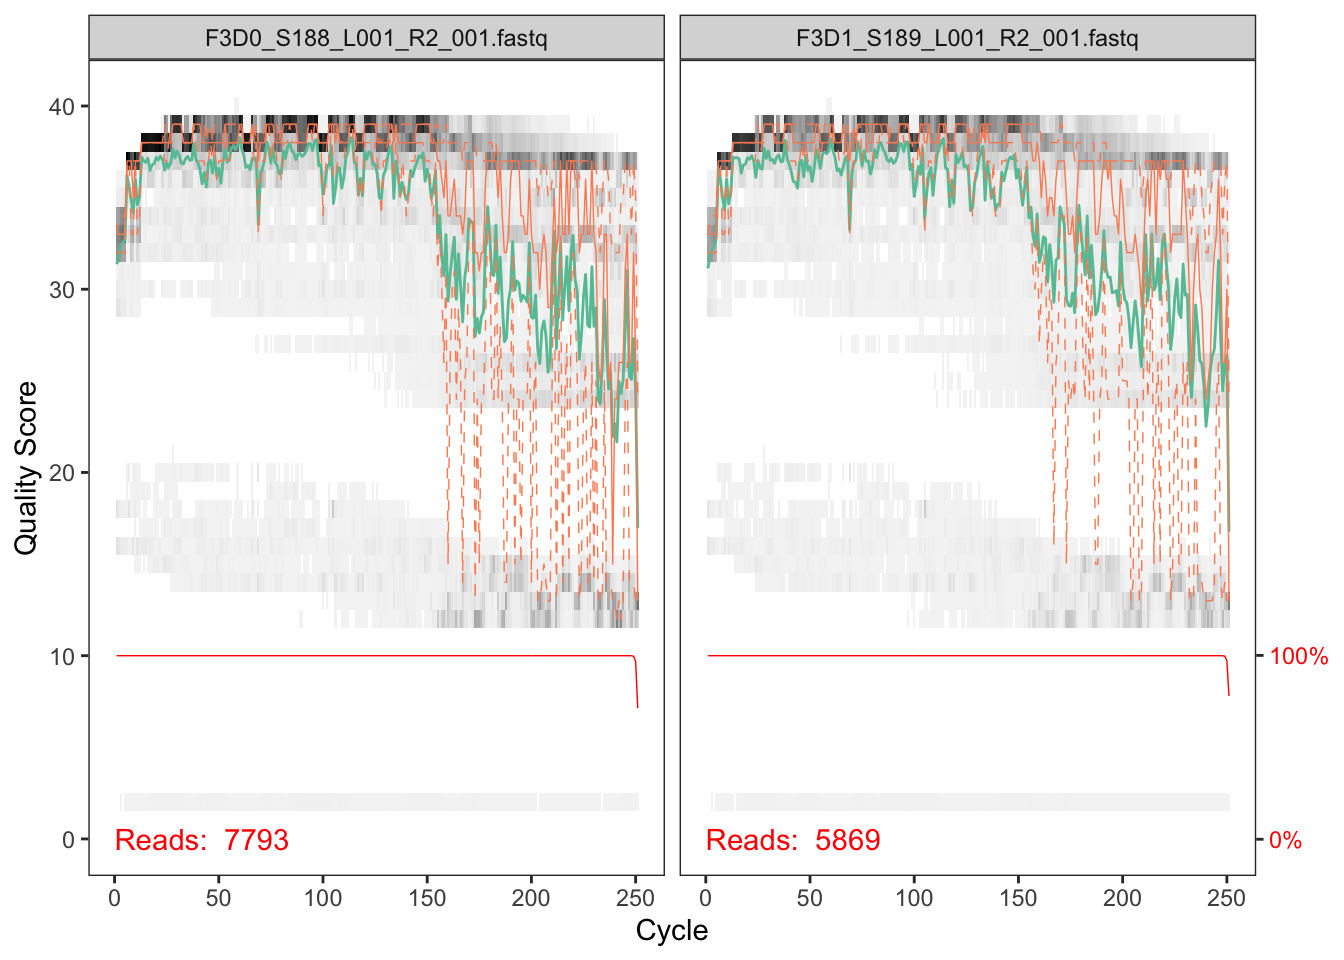 F3D0_S188_L001_R2_001.fastq
F3D1_S189_L001_R2_001.fastq
Quality Score
40
30
20
10
0
100%
0%
Reads:  7793
Reads:  5869
0 50 100 150 200 250
0 50 100 150 200 250
Cycle